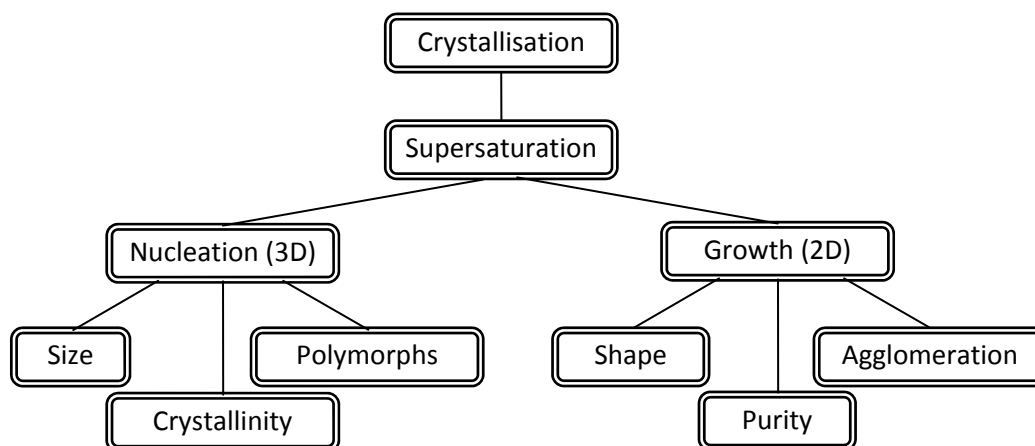 Crystallisation
Supersaturation
Nucleation (3D)
Growth (2D)
Size
Polymorphs
Shape
Agglomeration
Crystallinity
Purity